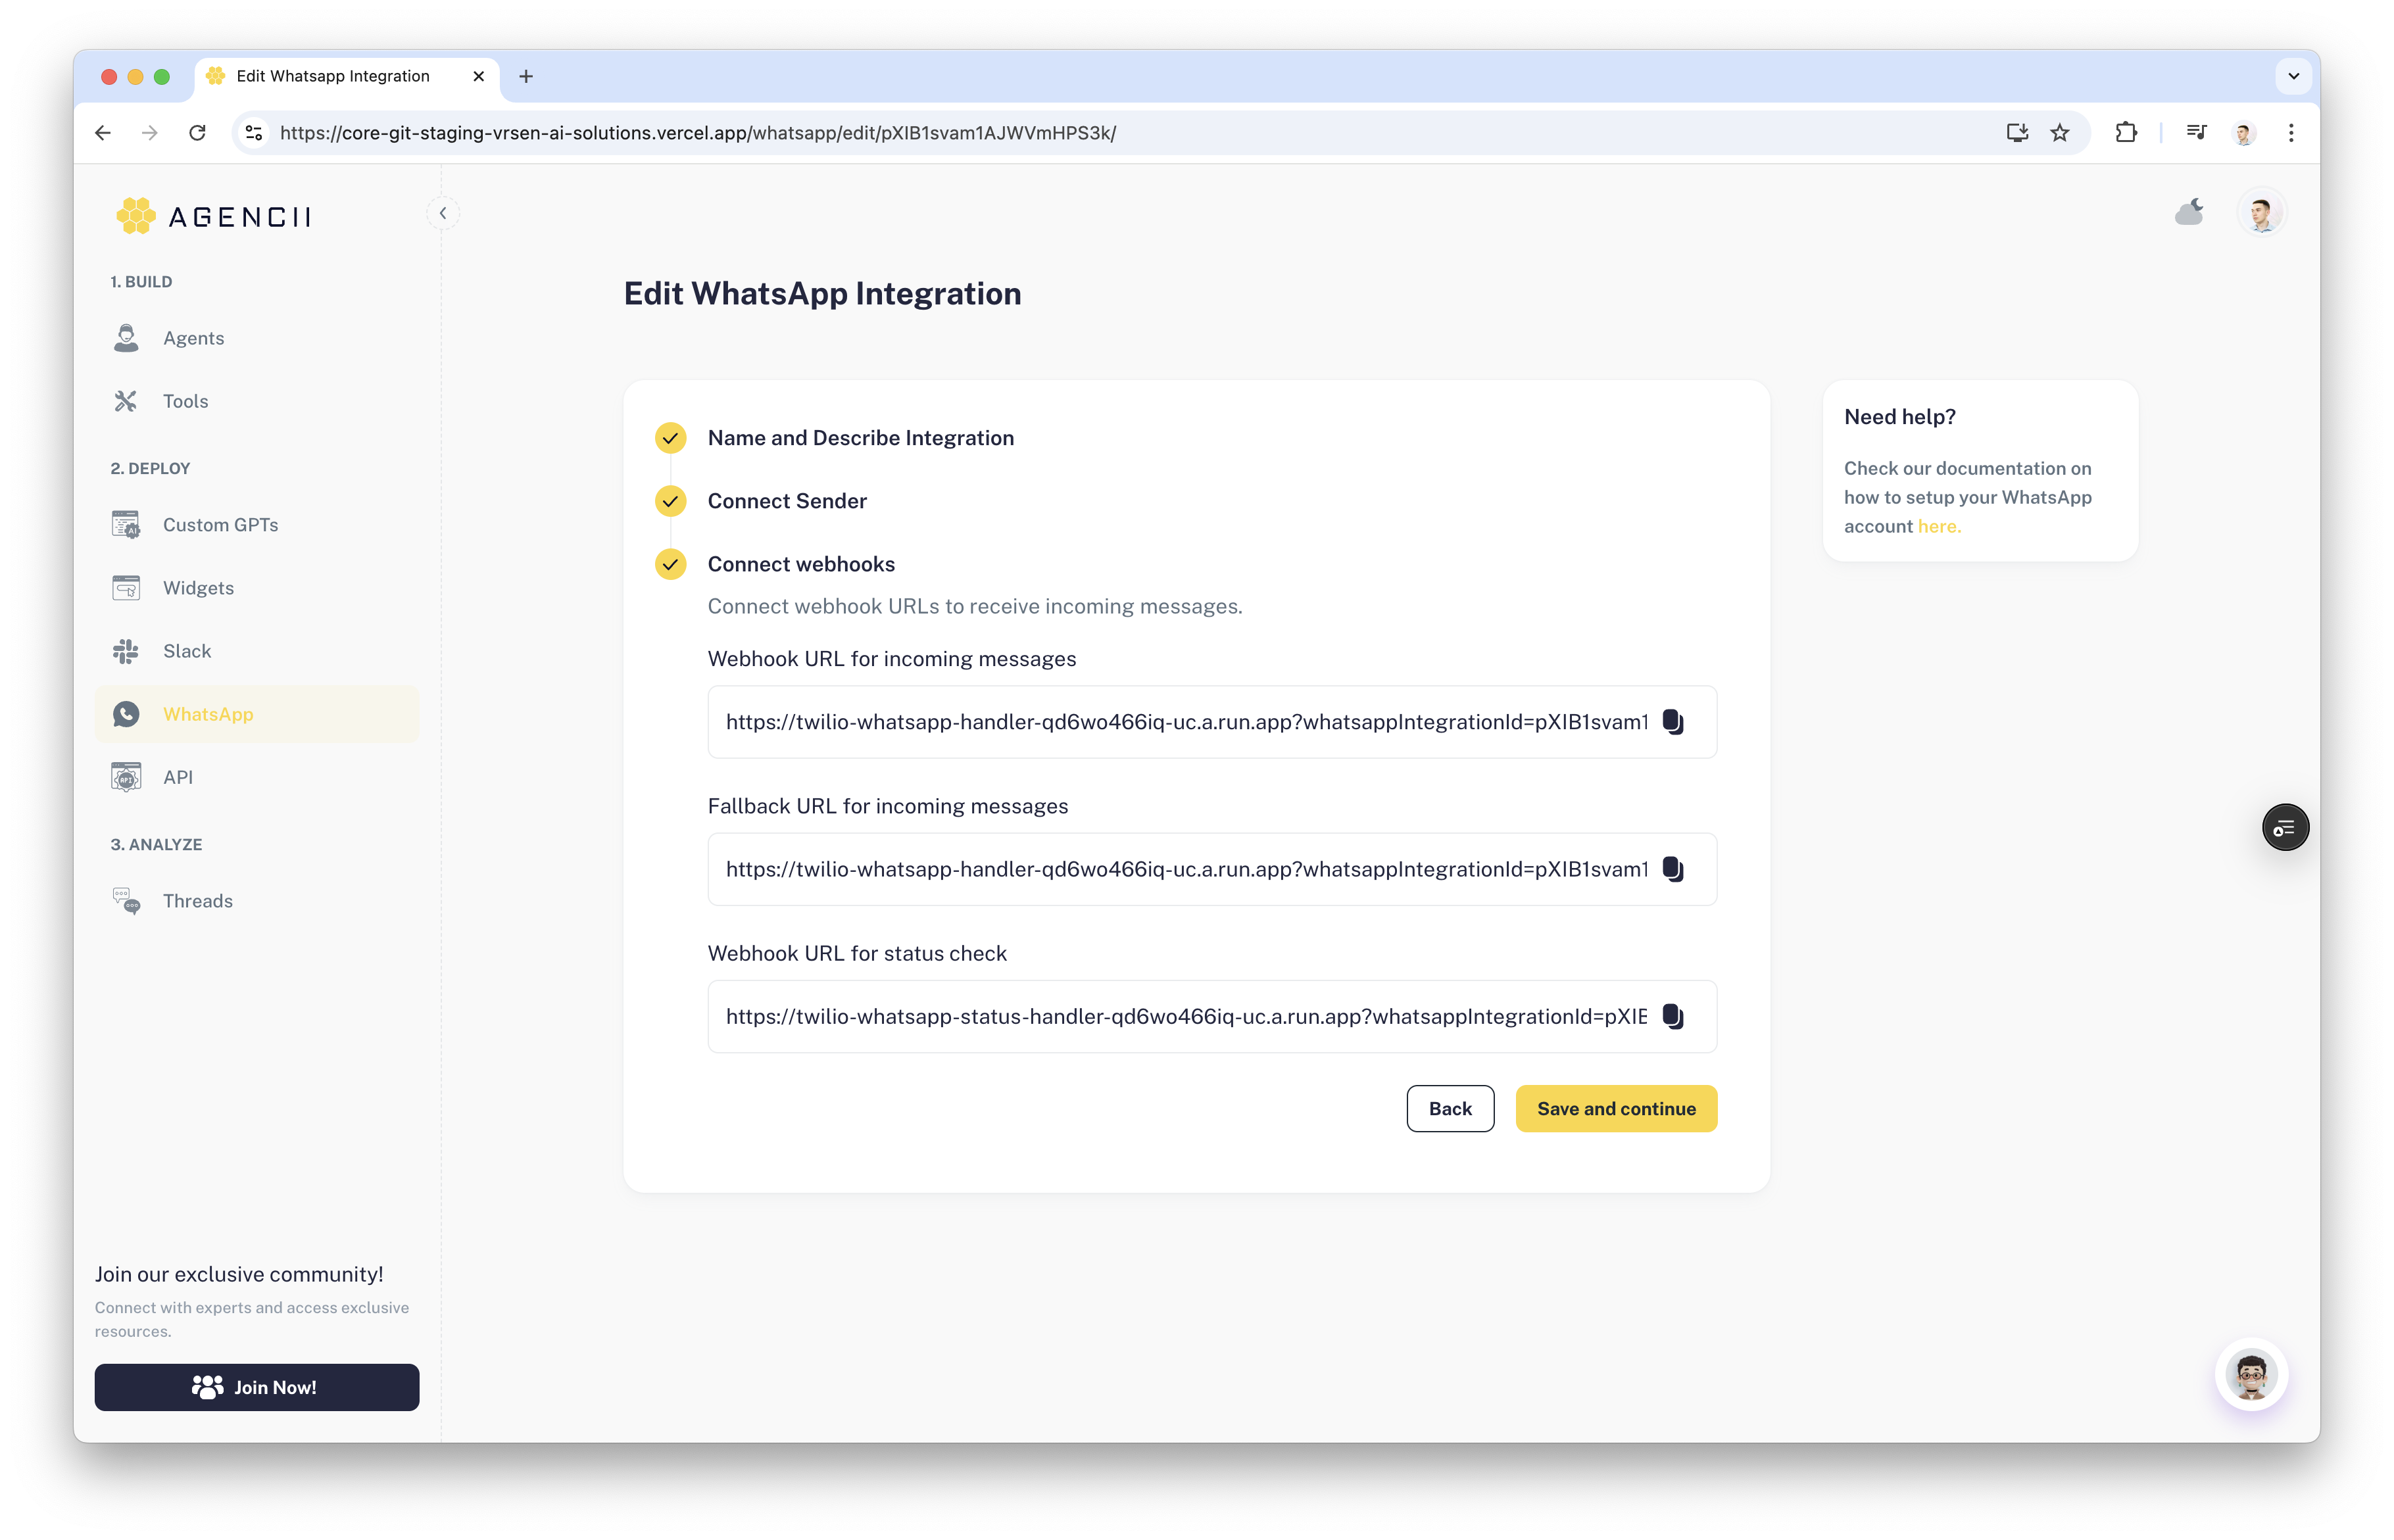 Edit Whatsapp Integration
https://core-git-staging-vrsen-ai-solutions.vercel.app/whatsapp/edit/pXIB1svam1AJWVmHPS3k/
AGENCII
1. BUILD
Agents
Tools
2. DEPLOY
Custom GPTs
Widgets
Slack
WhatsApp
API
3. ANALYZE
Threads
Join our exclusive community!
Connect with experts and access exclusive
resources.
Join Now!
Edit WhatsApp Integration
Name and Describe Integration
Connect Sender
Connect webhooks
Connect webhook URLs to receive incoming messages.
Webhook URL for incoming messages
https://twilio-whatsapp-handler-qd6wo466iq-uc.a.run.app?whatsappIntegrationId=pXIB1svam1
Fallback URL for incoming messages
https://twilio-whatsapp-handler-qd6wo466iq-uc.a.run.app?whatsappIntegrationId=pXIB1svam1
Webhook URL for status check
https://twilio-whatsapp-status-handler-qd6wo466iq-uc.a.run.app?whatsappIntegrationId=pXIB
Back
Save and continue
Need help?
Check our documentation on
how to setup your WhatsApp
account here.